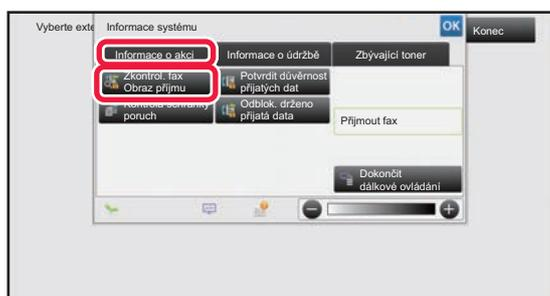 Vyberte exte
Informace systému
OK
Konec
Informace o akci
Informace o údržbě
Zbývající toner
Zkontrol. fax
Obraz příjmu
Potvrdit důvěrnost
přijatých dat
Kontrola schránky
poruch
Odblok. drženo
přijatá data
Přijmout fax
Dokončit
dálkové ovládání